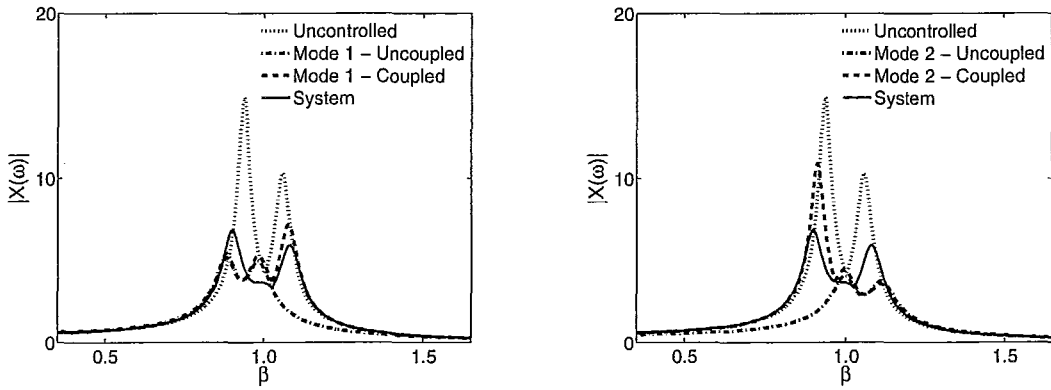 20
10
0
|X(ω)|
Uncontrolled
Mode 1 – Uncoupled
Mode 1 – Coupled
System
0.5
1.0
1.5
β
20
10
0
|X(ω)|
Uncontrolled
Mode 2 – Uncoupled
Mode 2 – Coupled
System
0.5
1.0
1.5
β